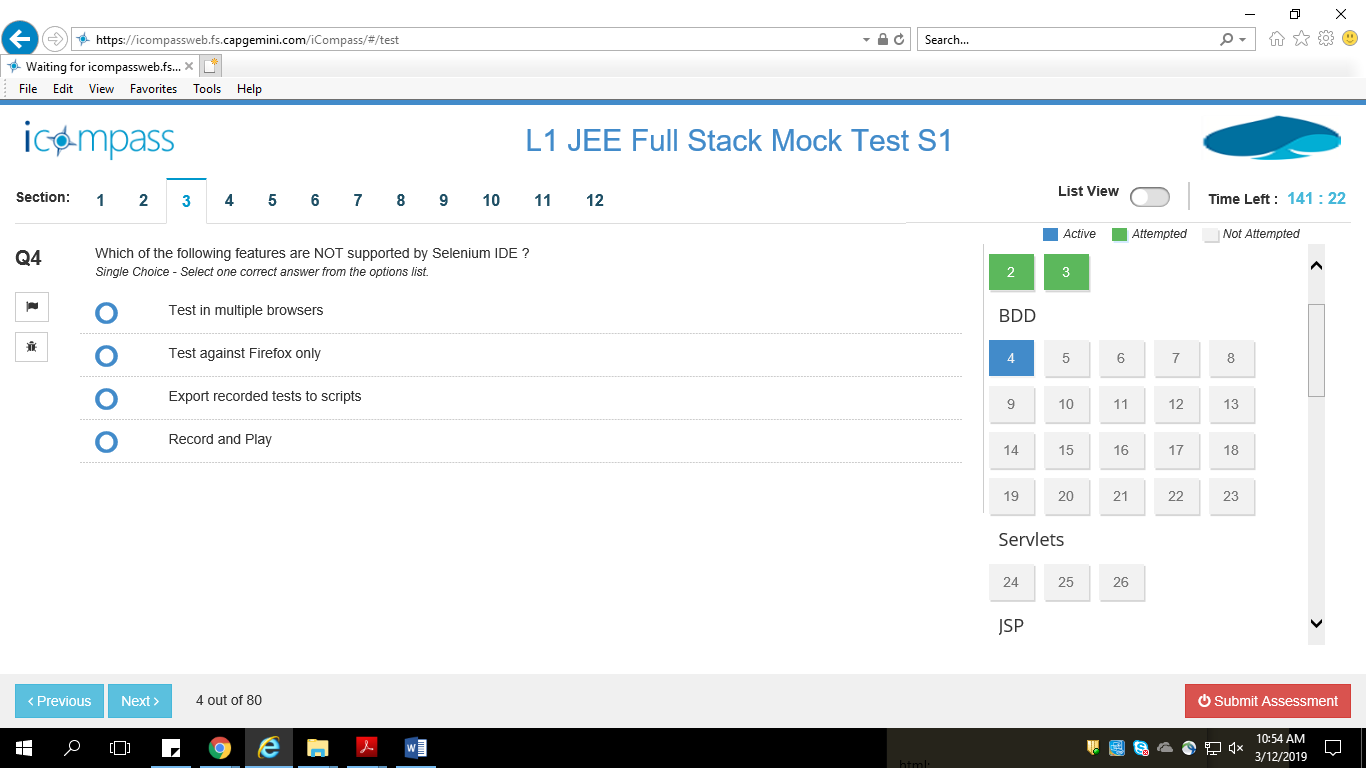 https://icompassweb.fs.capgemini.com/iCompass/#/test
Search...
Waiting for icompassweb.fs...
File Edit View Favorites Tools Help
icompass
L1 JEE Full Stack Mock Test S1
Section: 1 2 3 4 5 6 7 8 9 10 11 12
List View
Time Left : 141 : 22
Active Attempted Not Attempted
Q4
Which of the following features are NOT supported by Selenium IDE ?
Single Choice - Select one correct answer from the options list.
Test in multiple browsers
Test against Firefox only
Export recorded tests to scripts
Record and Play
2 3
BDD
4 5 6 7 8
9 10 11 12 13
14 15 16 17 18
19 20 21 22 23
Servlets
24 25 26
JSP
< Previous
Next >
4 out of 80
Submit Assessment
10:54 AM
3/12/2019